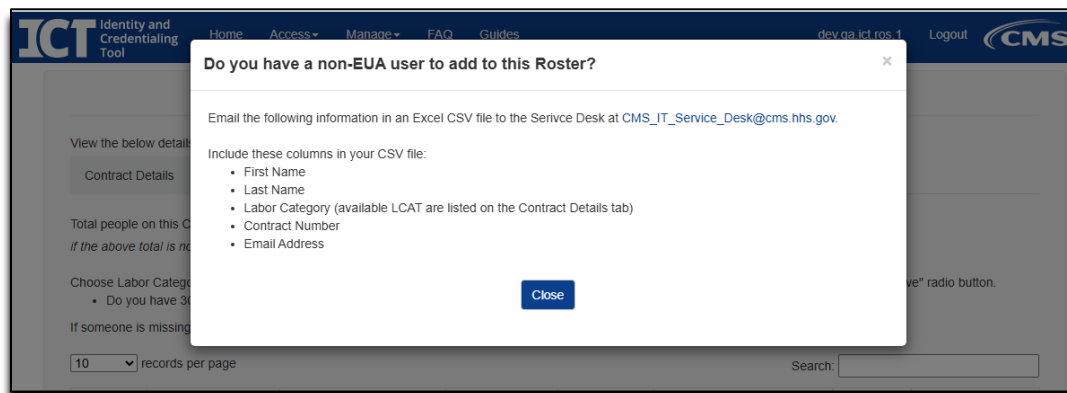 ICT Identity and Credentialing Tool
Home Access Manage FAQ Guides dev.qa.ict.ros.1 Logout CMS
Do you have a non-EUA user to add to this Roster? ×
Email the following information in an Excel CSV file to the Serivce Desk at CMS_IT_Service_Desk@cms.hhs.gov.
View the below details
Include these columns in your CSV file:
• First Name
Contract Details
• Last Name
• Labor Category (available LCAT are listed on the Contract Details tab)
Total people on this C
• Contract Number
if the above total is no
• Email Address
Choose Labor Catego
ve" radio button.
• Do you have 30
Close
If someone is missing
10 records per page
Search: